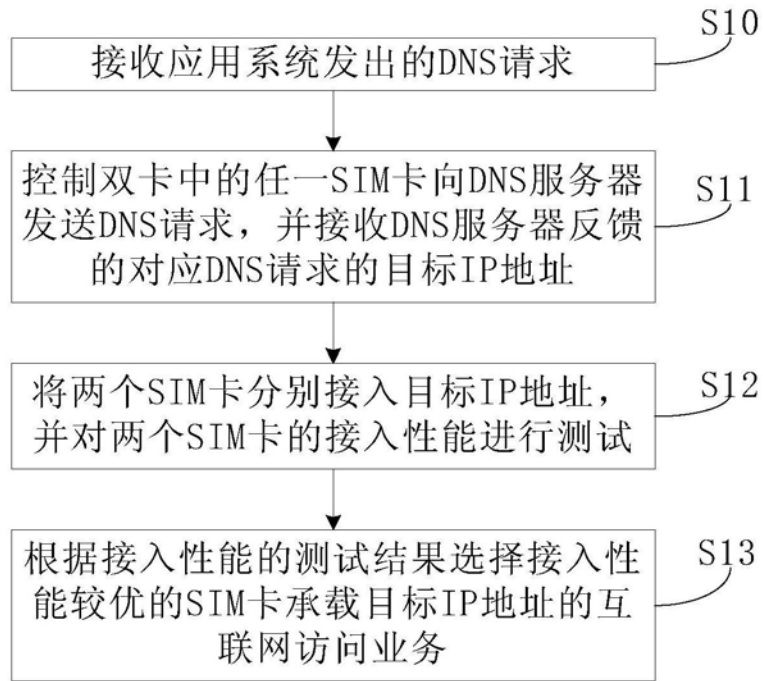 S10
接收应用系统发出的DNS请求
控制双卡中的任一SIM卡向DNS服务器
发送DNS请求，并接收DNS服务器反馈
的对应DNS请求的目标IP地址
S11
将两个SIM卡分别接入目标IP地址，
并对两个SIM卡的接入性能进行测试
S12
根据接入性能的测试结果选择接入性
能较优的SIM卡承载目标IP地址的互
联网访问业务
S13